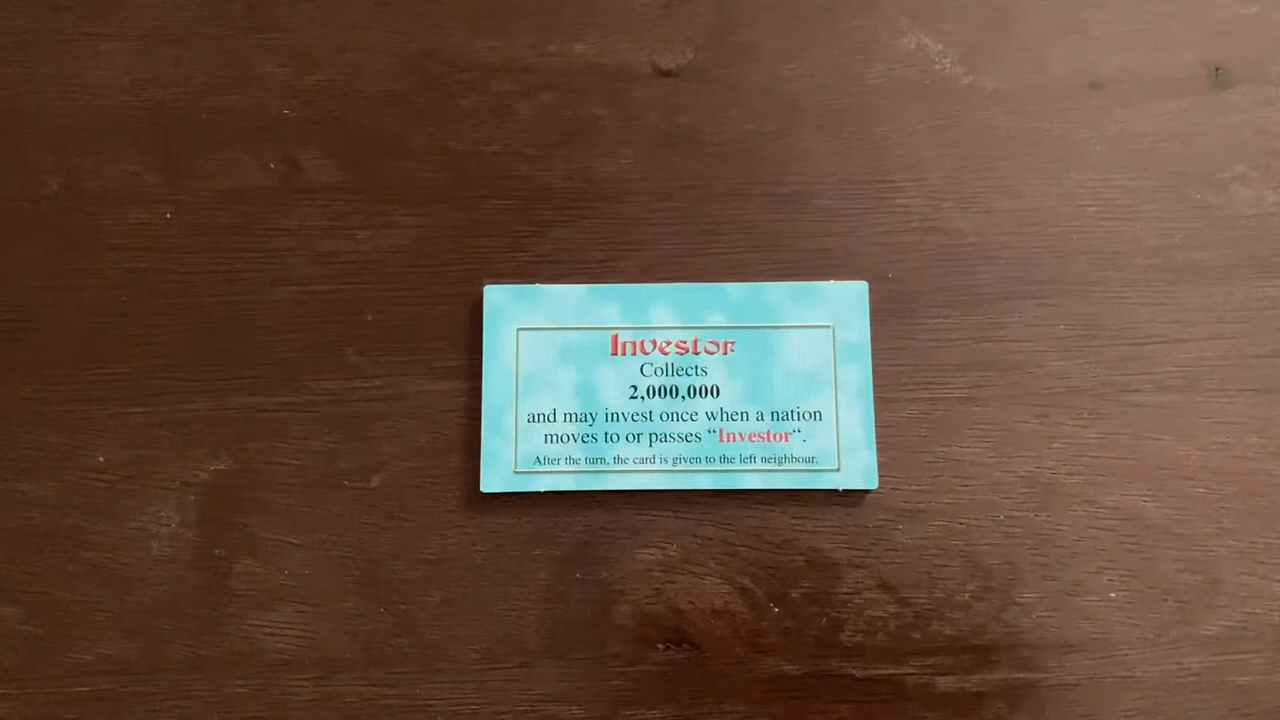 Investor
Collects
2,000,000
and may invest once when a nation
moves to or passes “Investor“.
After the turn, the card is given to the left neighbour.